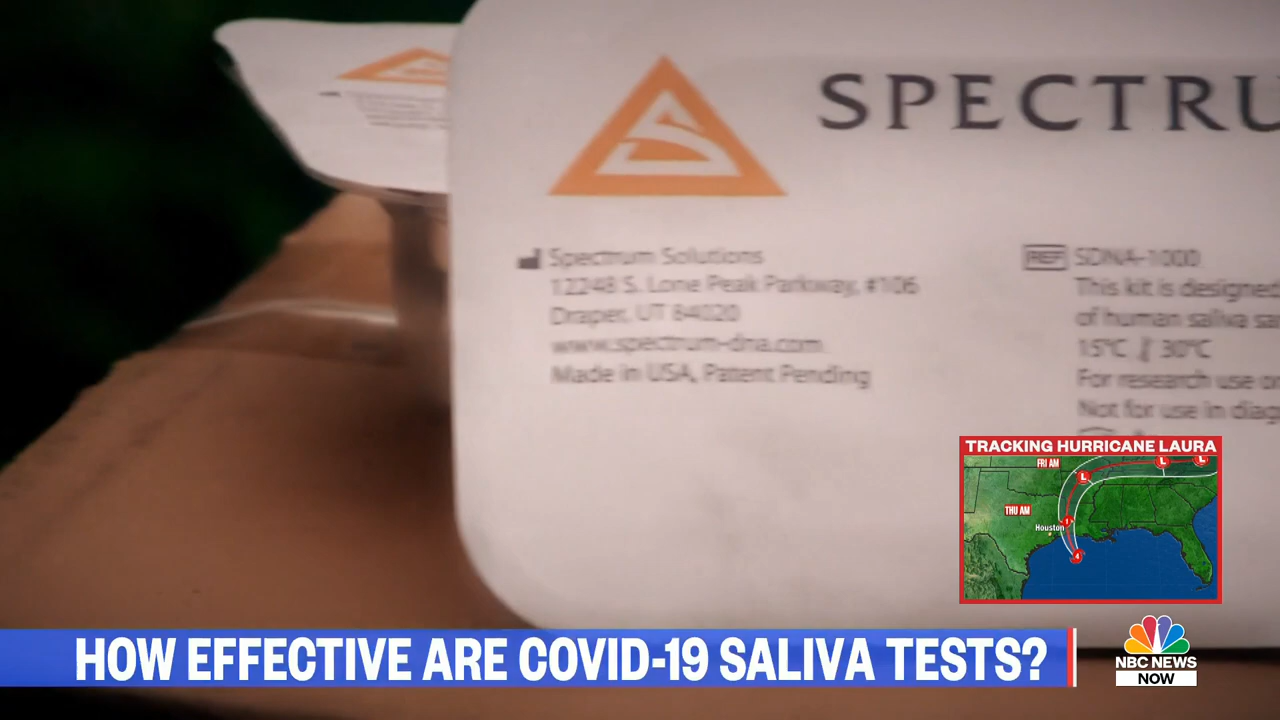 SPECTRU
Spectrum Solutions
12248 S. Lone Peak Parkway, #106
Draper, UT 84020
www.spectrum-dna.com
Made in USA, Patent Pending
REF SDNA-1000
This kit is designed
of human saliva sa
15°C 30°C
For research use o
Not for use in diag
TRACKING HURRICANE LAURA
FRI AM
L
L
L
THU AM
Houston
1
4
HOW EFFECTIVE ARE COVID-19 SALIVA TESTS?
NBC NEWS
NOW